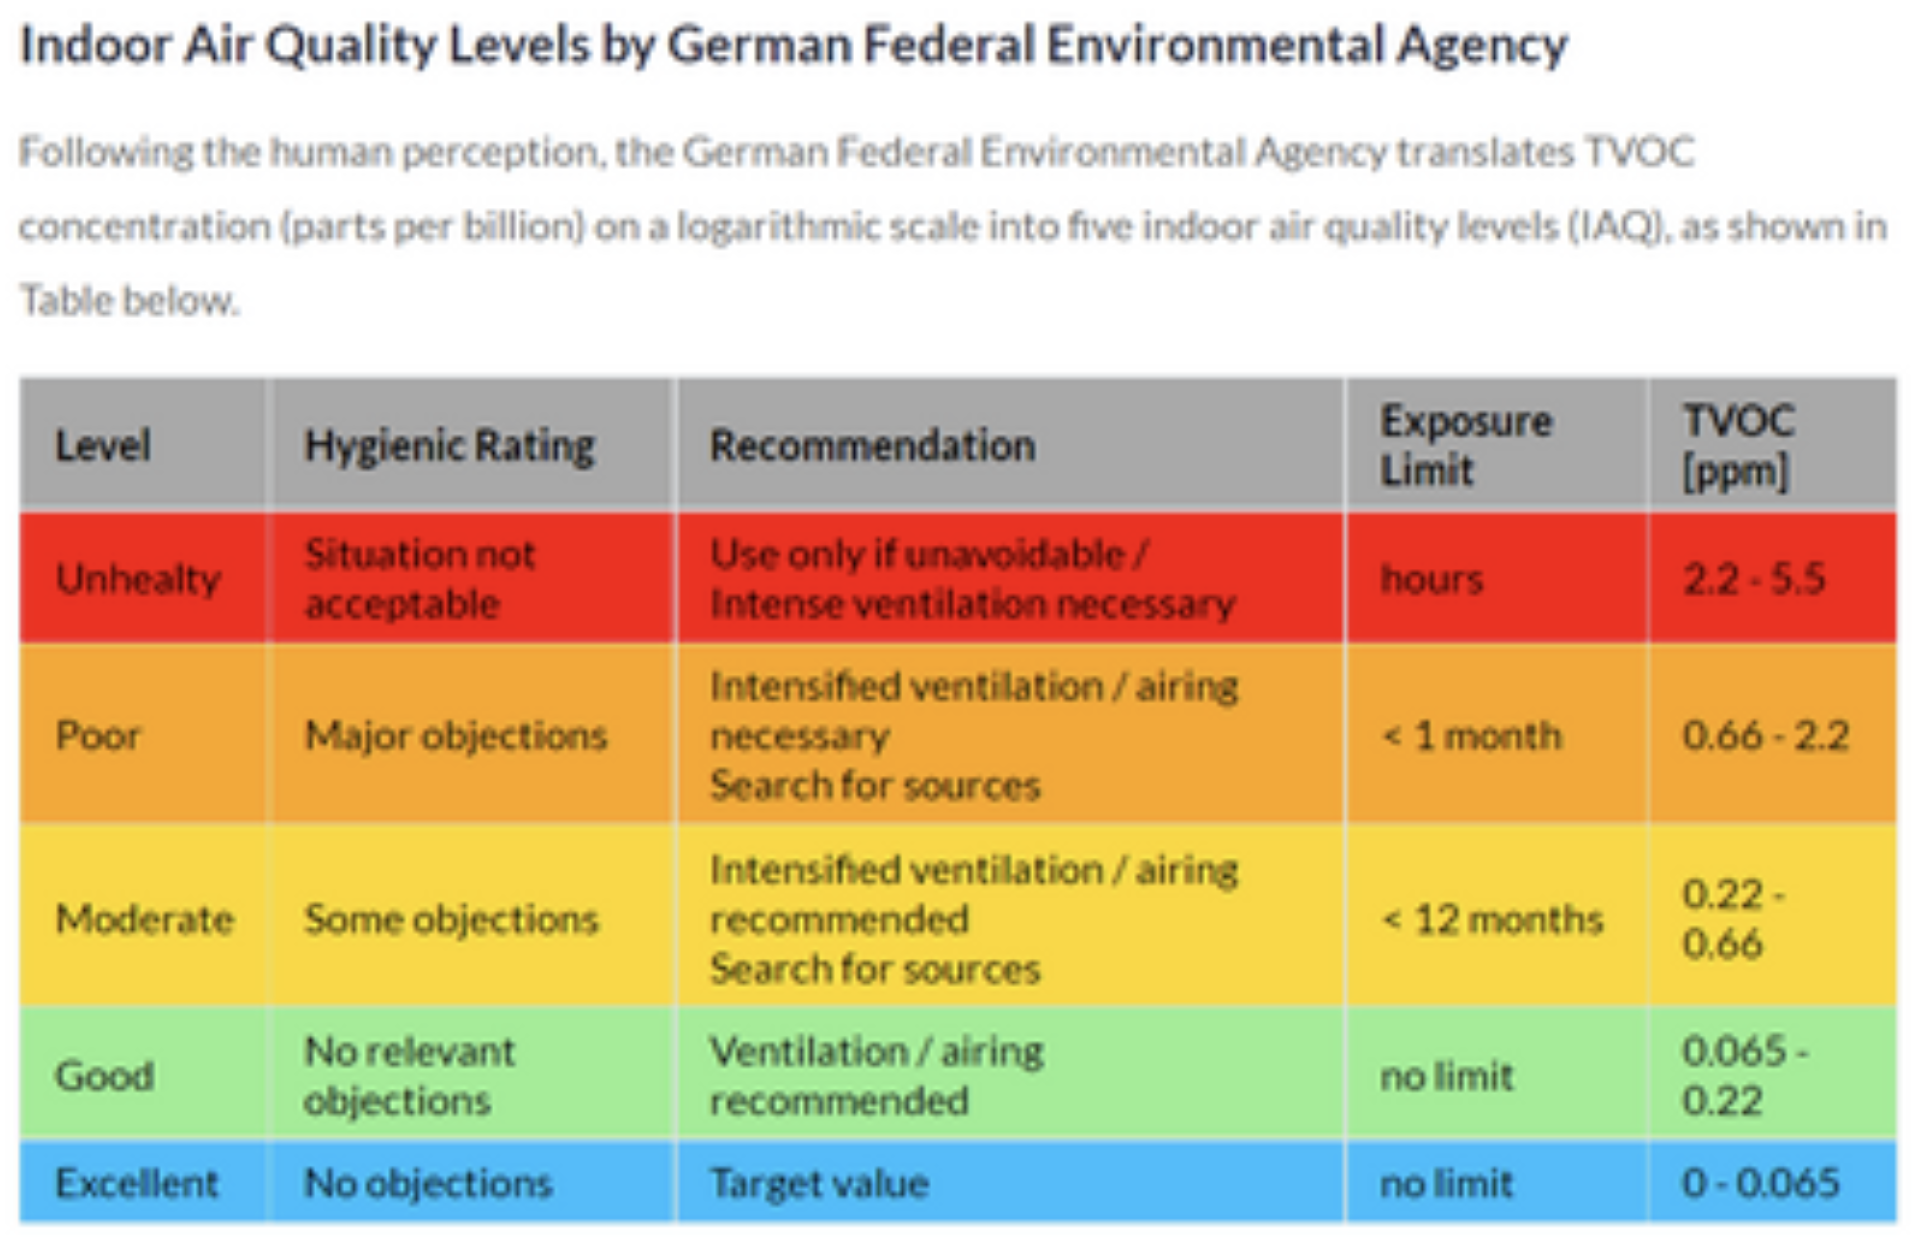 Indoor Air Quality Levels by German Federal Environmental Agency
Following the human perception, the German Federal Environmental Agency translates TVOC
concentration (parts per billion) on a logarithmic scale into five indoor air quality levels (IAQ), as shown in
Table below.
Level
Hygienic Rating
Recommendation
Exposure
Limit
TVOC
[ppm]
Unhealty
Situation not
acceptable
Use only if unavoidable /
Intense ventilation necessary
hours
2.2 - 5.5
Poor
Major objections
Intensified ventilation / airing
necessary
Search for sources
< 1 month
0.66 - 2.2
Moderate
Some objections
Intensified ventilation / airing
recommended
Search for sources
< 12 months
0.22 -
0.66
Good
No relevant
objections
Ventilation / airing
recommended
no limit
0.065 -
0.22
Excellent
No objections
Target value
no limit
0 - 0.065